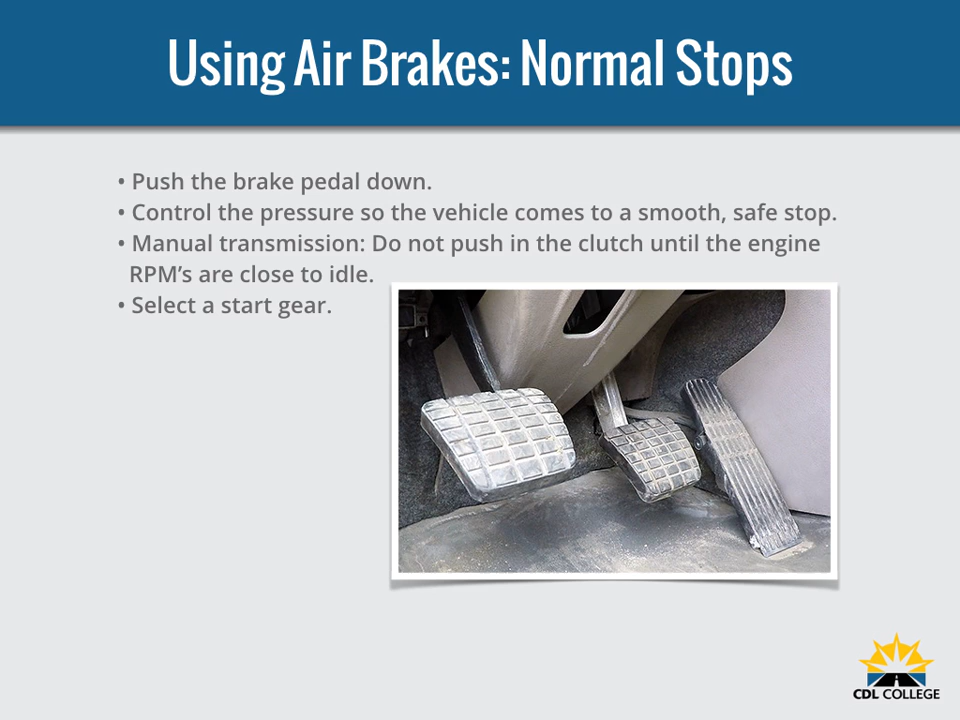 Using Air Brakes: Normal Stops
• Push the brake pedal down.
• Control the pressure so the vehicle comes to a smooth, safe stop.
• Manual transmission: Do not push in the clutch until the engine
RPM’s are close to idle.
• Select a start gear.
CDL COLLEGE